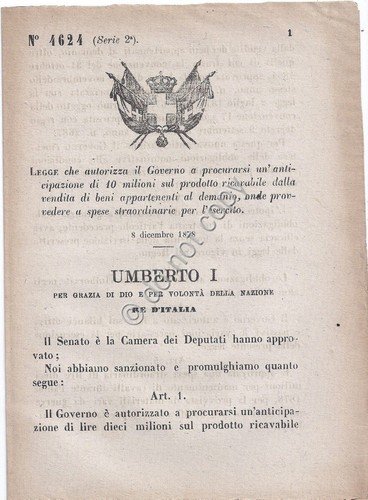 N° 4624 (Serie 2ª).
1
LEGGE che autorizza il Governo a procurarsi un'anti-
cipazione di 10 milioni sul prodotto ricavabile dalla
vendita di beni appartenenti al demanio, onde prov-
vedere a spese straordinarie per l'esercito.
8 dicembre 1878
UMBERTO I
PER GRAZIA DI DIO E PER VOLONTÀ DELLA NAZIONE
RE D'ITALIA
Il Senato è la Camera dei Deputati hanno appro-
vato ;
Noi abbiamo sanzionato e promulghiamo quanto
segue :
Art. 1.
Il Governo è autorizzato a procurarsi un'anticipa-
zione di lire dieci milioni sul prodotto ricavabile
do not copy